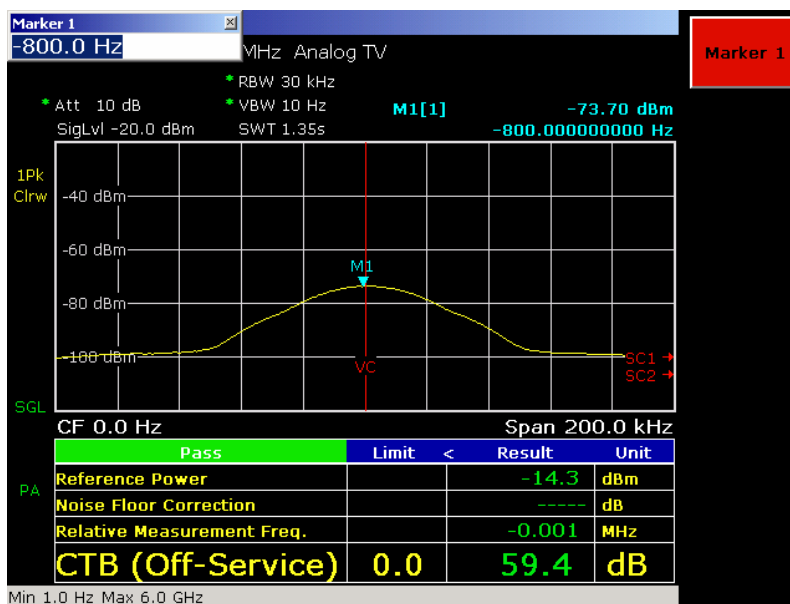 Marker 1
-800.0 Hz
MHz Analog TV
Marker 1
* RBW 30 kHz
* Att 10 dB * VBW 10 Hz M1[1] -73.70 dBm
SigLvl -20.0 dBm SWT 1.35s -800.000000000 Hz
1Pk
Clrw
-40 dBm
-60 dBm
M1
-80 dBm
-100 dBm
VC
SC1
SC2
SGL
CF 0.0 Hz Span 200.0 kHz
Pass Limit < Result Unit
PA
Reference Power -14.3 dBm
Noise Floor Correction ----- dB
Relative Measurement Freq. -0.001 MHz
CTB (Off-Service) 0.0 59.4 dB
Min 1.0 Hz Max 6.0 GHz